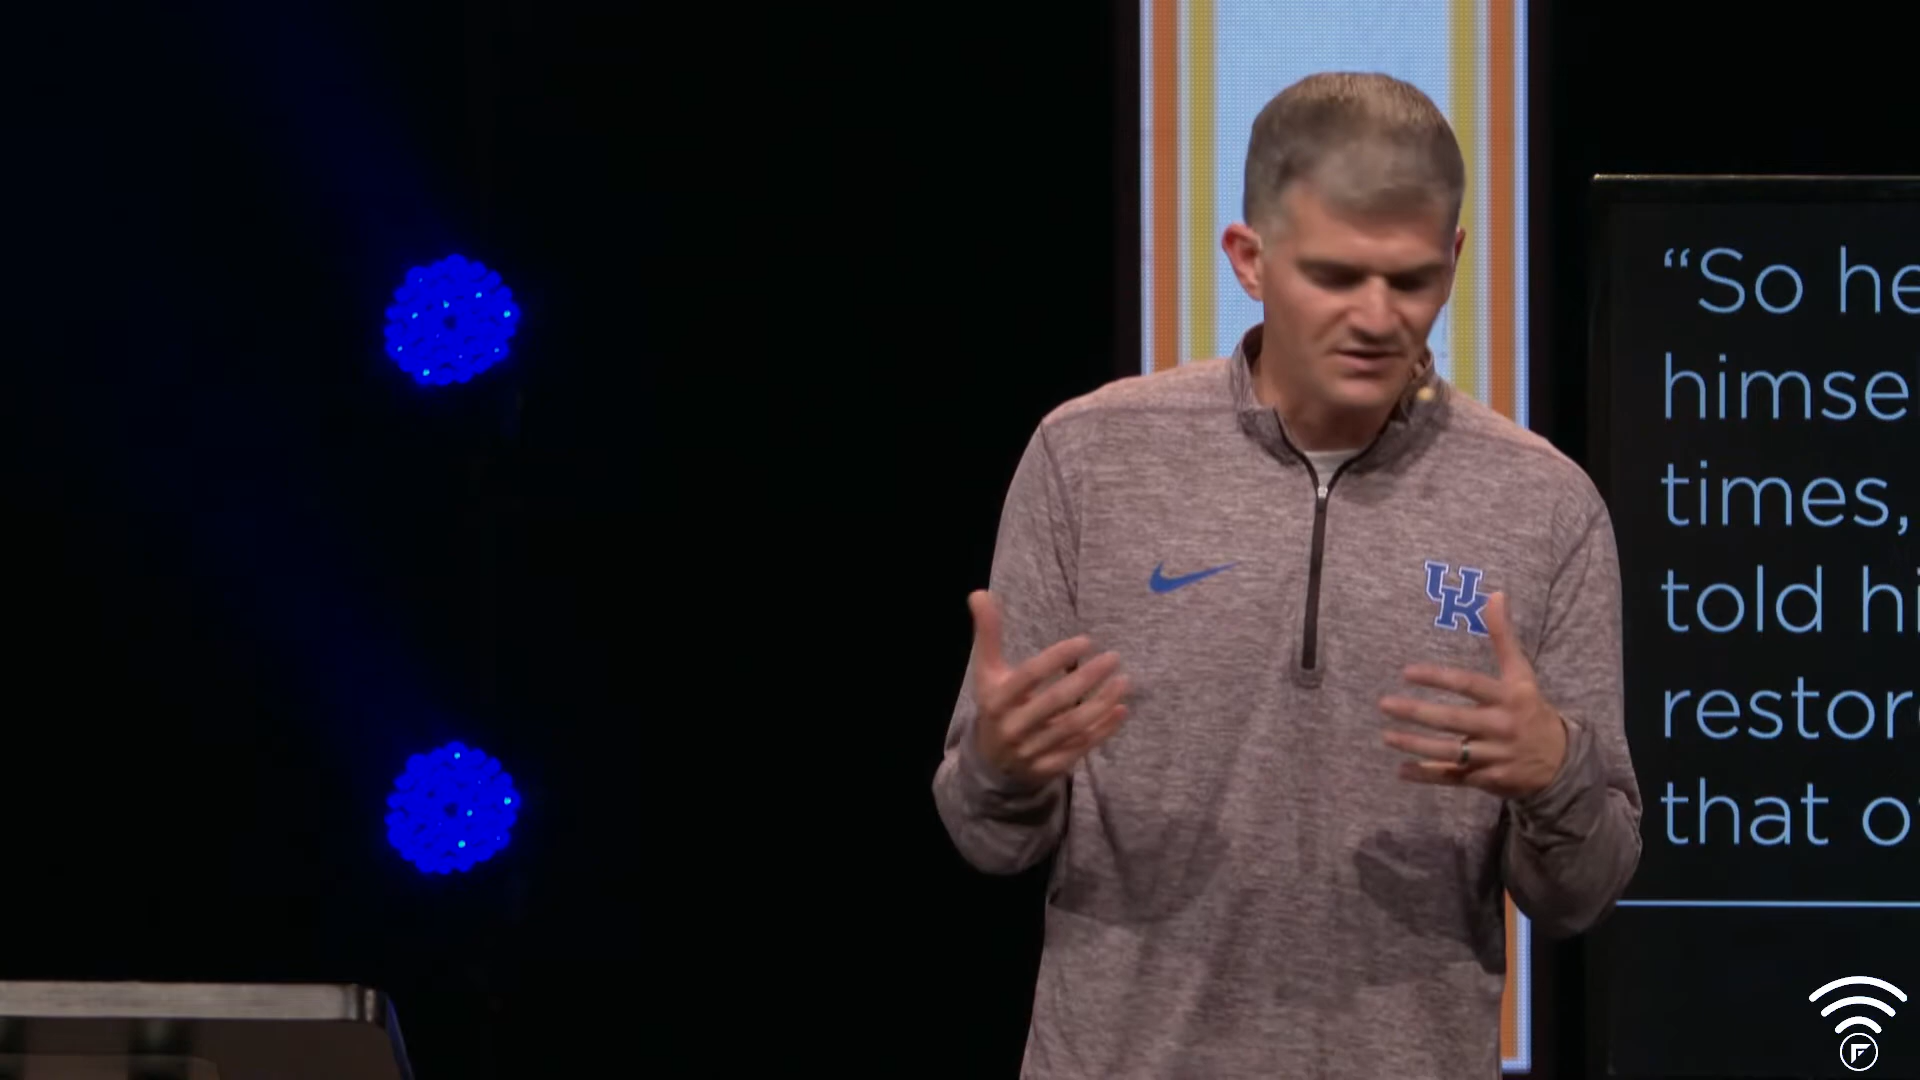 UK
“So he
himse
times,
told hi
restor
that o